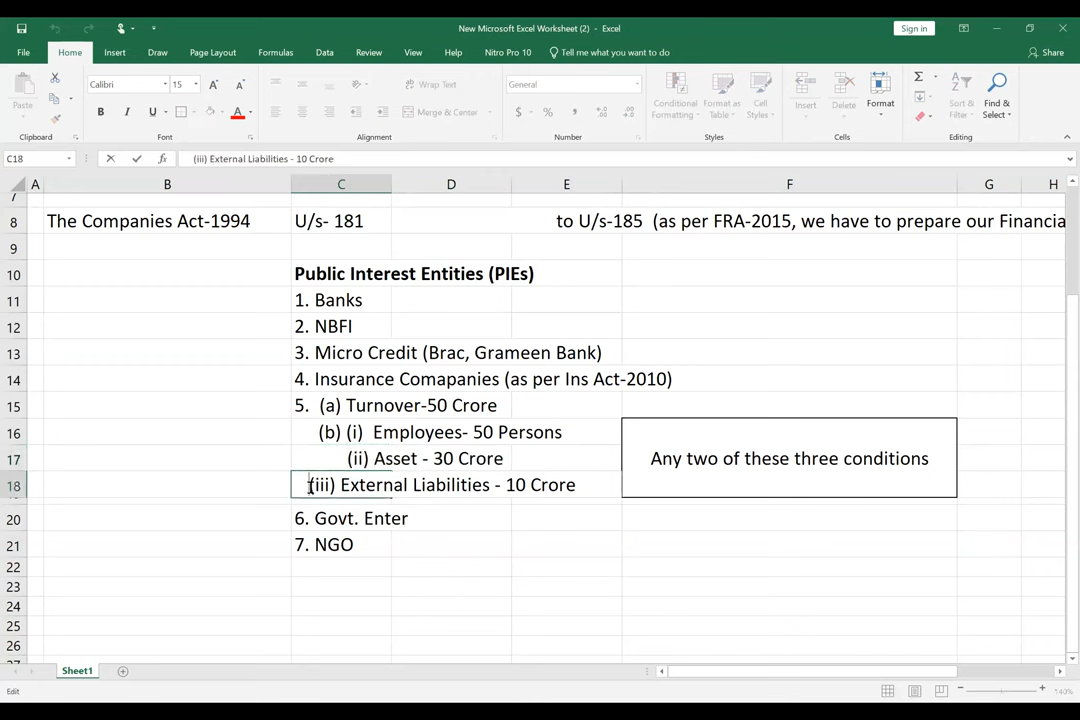 New Microsoft Excel Worksheet (2) - Excel
Sign in
File Home Insert Draw Page Layout Formulas Data Review View Help Nitro Pro 10 Tell me what you want to do Share
Calibri 15 Wrap Text General
Paste B I U A Merge & Center $ % , Conditional Formatting Format as Table Cell Styles Insert Delete Format Sort & Filter Find & Select
Clipboard Font Alignment Number Styles Cells Editing
C18 fx (iii) External Liabilities - 10 Crore
A B C D E F G H
7
8 The Companies Act-1994 U/s- 181 to U/s-185 (as per FRA-2015, we have to prepare our Financia
9
10 Public Interest Entities (PIEs)
11 1. Banks
12 2. NBFI
13 3. Micro Credit (Brac, Grameen Bank)
14 4. Insurance Comapanies (as per Ins Act-2010)
15 5. (a) Turnover-50 Crore
16 (b) (i) Employees- 50 Persons
17 (ii) Asset - 30 Crore Any two of these three conditions
18 (iii) External Liabilities - 10 Crore
20 6. Govt. Enter
21 7. NGO
22
23
24
25
26
27
Sheet1
Edit 140%